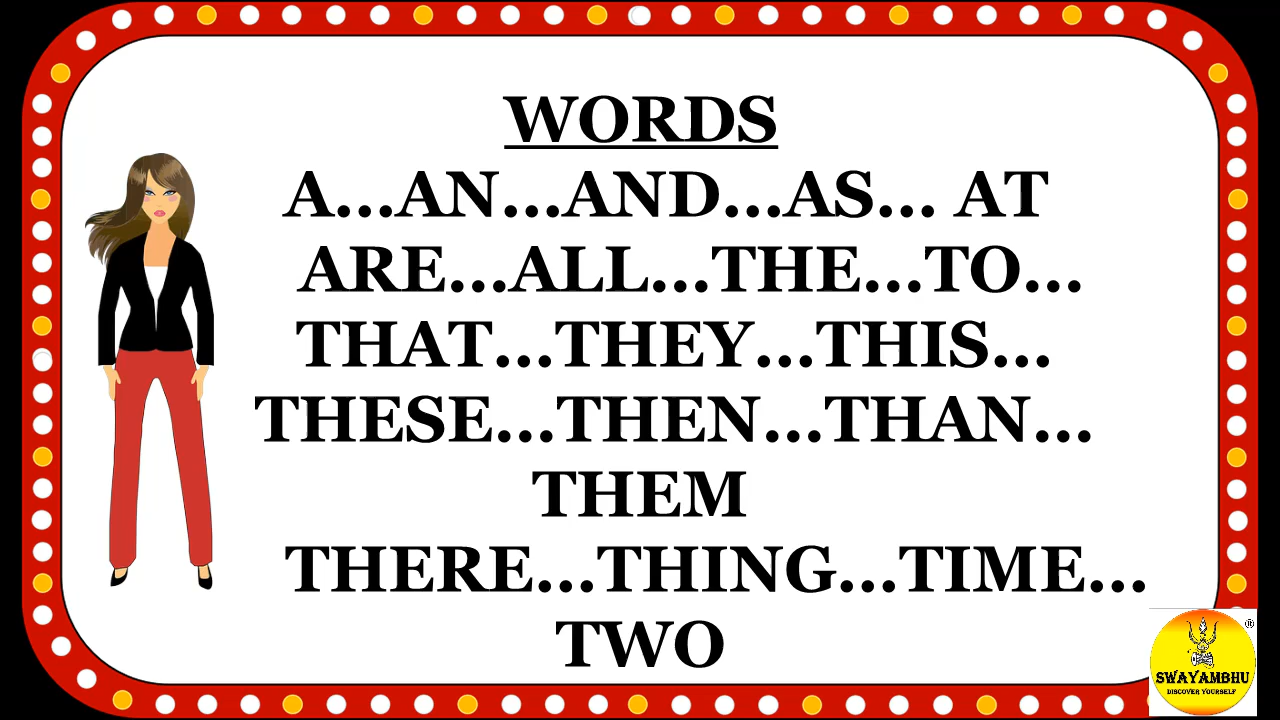 WORDS
A...AN...AND...AS... AT
ARE...ALL...THE...TO...
THAT...THEY...THIS...
THESE...THEN...THAN...
THEM
THERE...THING...TIME...
TWO
®
SWAYAMBHU
DISCOVER YOURSELF